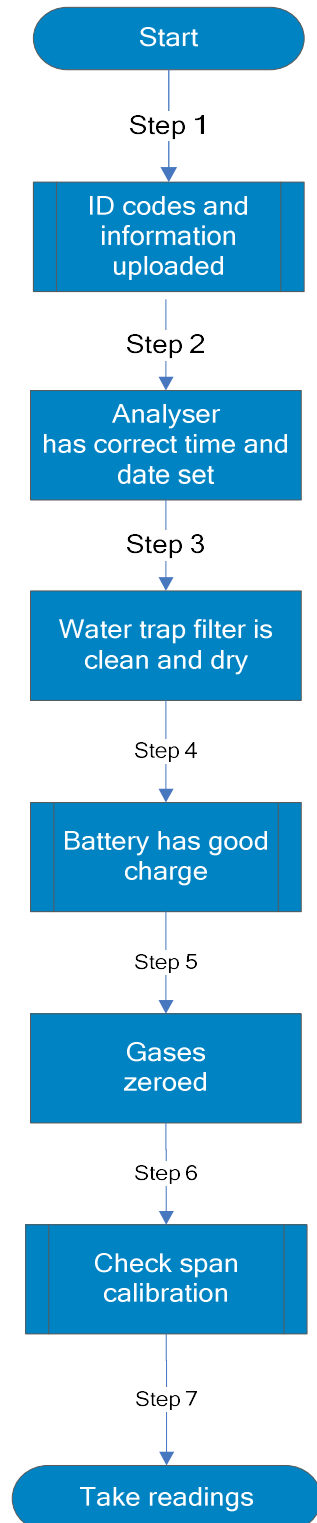 Start
Step 1
ID codes and
information
uploaded
Step 2
Analyser
has correct time and
date set
Step 3
Water trap filter is
clean and dry
Step 4
Battery has good
charge
Step 5
Gases
zeroed
Step 6
Check span
calibration
Step 7
Take readings